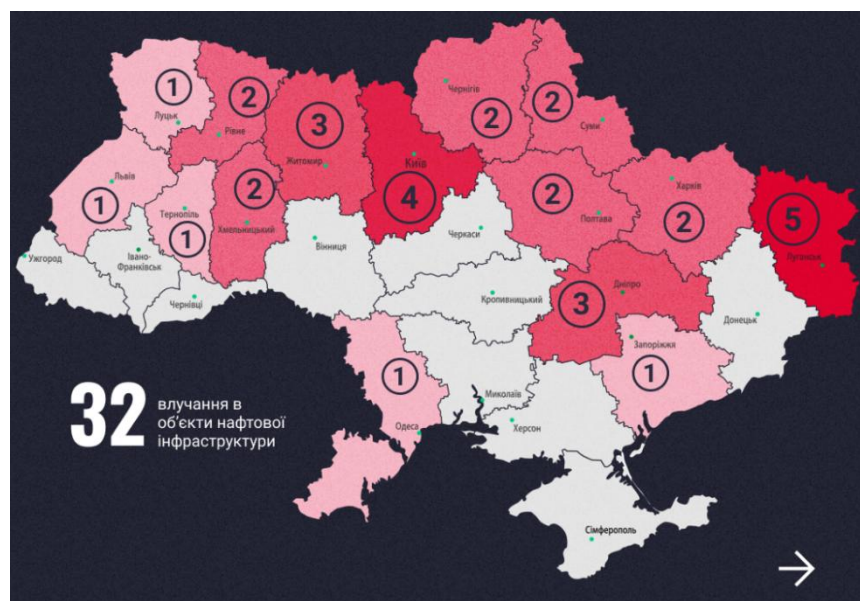 1
Луцьк
2
Рівне
3
Житомир
4
Київ
2
Чернігів
2
Суми
1
Львів
1
Тернопіль
2
Хмельницький
2
Полтава
2
Харків
5
Луганськ
Ужгород
Івано-
Франківськ
Чернівці
Вінниця
Черкаси
Кропивницький
3
Дніпро
Донецьк
1
Запоріжжя
1
Одеса
Миколаїв
Херсон
Сімферополь
32
влучання в
об'єкти нафтової
інфраструктури